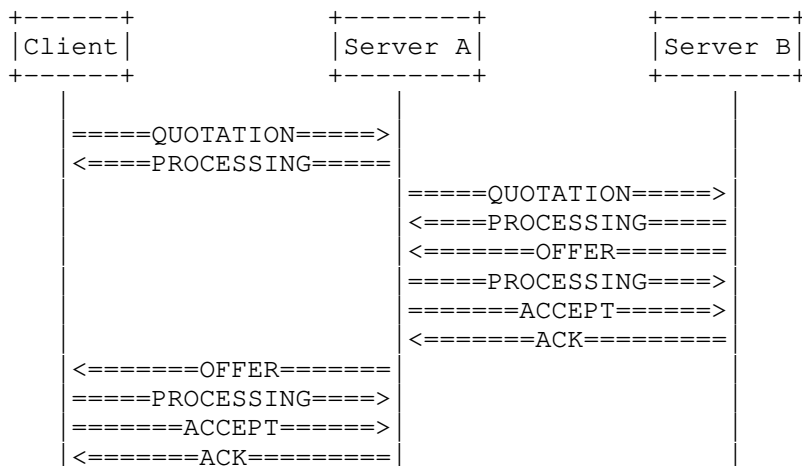 +------+                +--------+              +--------+
|Client|                |Server A|              |Server B|
+------+                +--------+              +--------+
    |                        |                        |
    |=====QUOTATION=====>|
    |<====PROCESSING=====|
    |                        |=====QUOTATION=====>|
    |                        |<====PROCESSING=====|
    |                        |<=======OFFER=======|
    |                        |=====PROCESSING====>|
    |                        |=======ACCEPT======>|
    |                        |<=======ACK=========|
    |<=======OFFER=======|
    |=====PROCESSING====>|
    |=======ACCEPT======>|
    |<=======ACK=========|